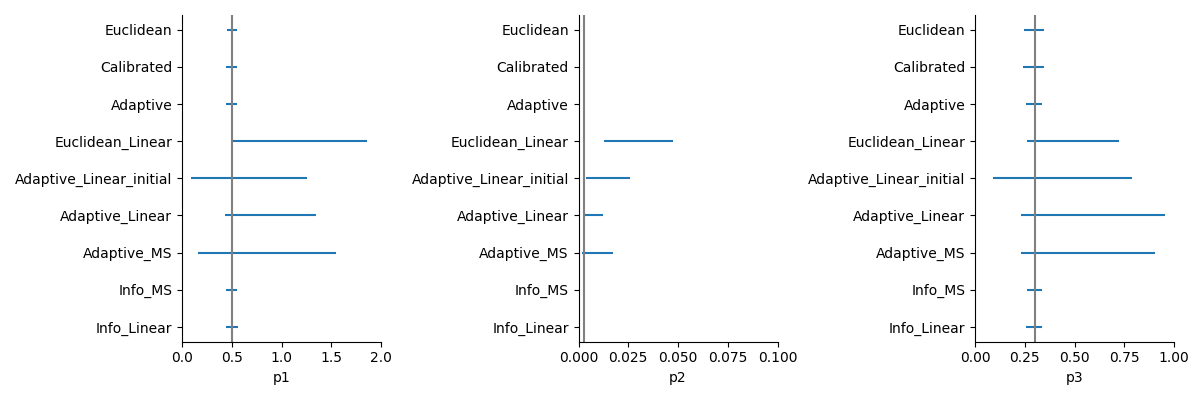 Euclidean
Calibrated
Adaptive
Euclidean_Linear
Adaptive_Linear_initial
Adaptive_Linear
Adaptive_MS
Info_MS
Info_Linear
0.0 0.5 1.0 1.5 2.0
p1
Euclidean
Calibrated
Adaptive
Euclidean_Linear
Adaptive_Linear_initial
Adaptive_Linear
Adaptive_MS
Info_MS
Info_Linear
0.000 0.025 0.050 0.075 0.100
p2
Euclidean
Calibrated
Adaptive
Euclidean_Linear
Adaptive_Linear_initial
Adaptive_Linear
Adaptive_MS
Info_MS
Info_Linear
0.00 0.25 0.50 0.75 1.00
p3